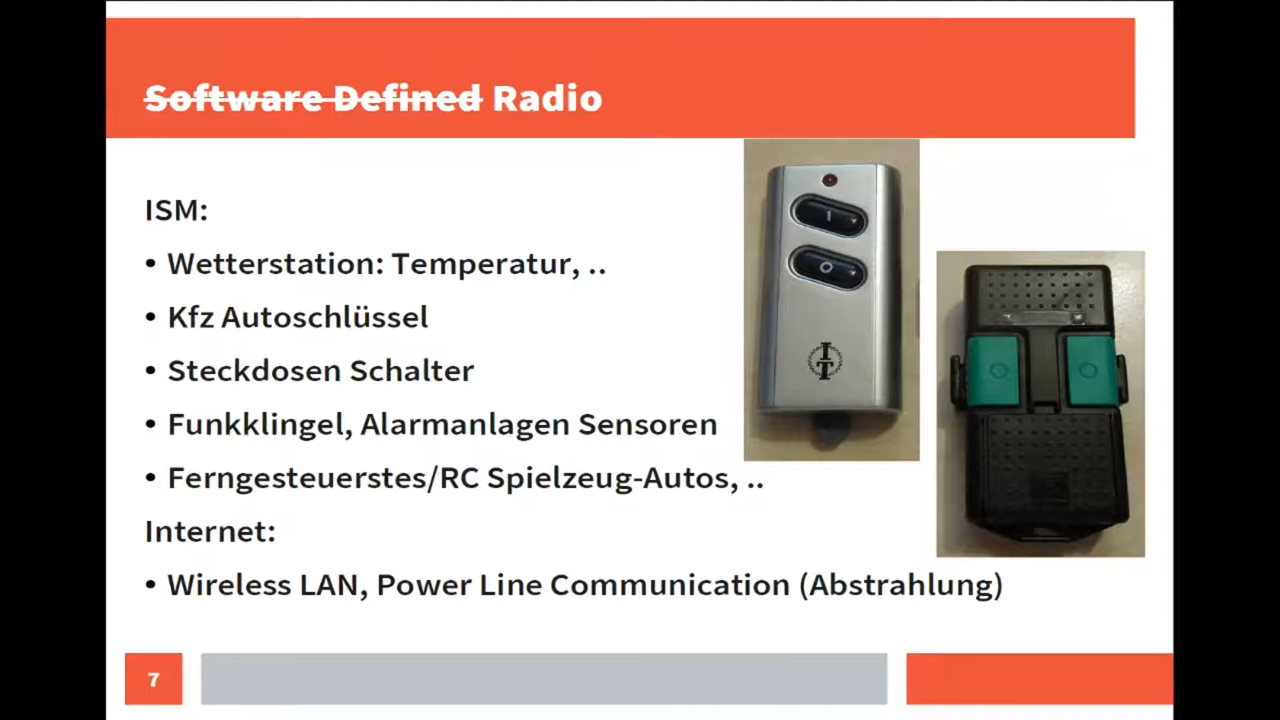 Software Defined Radio
ISM:
• Wetterstation: Temperatur, ..
• Kfz Autoschlüssel
• Steckdosen Schalter
• Funkklingel, Alarmanlagen Sensoren
• Ferngesteuerstes/RC Spielzeug-Autos, ..
Internet:
• Wireless LAN, Power Line Communication (Abstrahlung)
I
O
IT
7